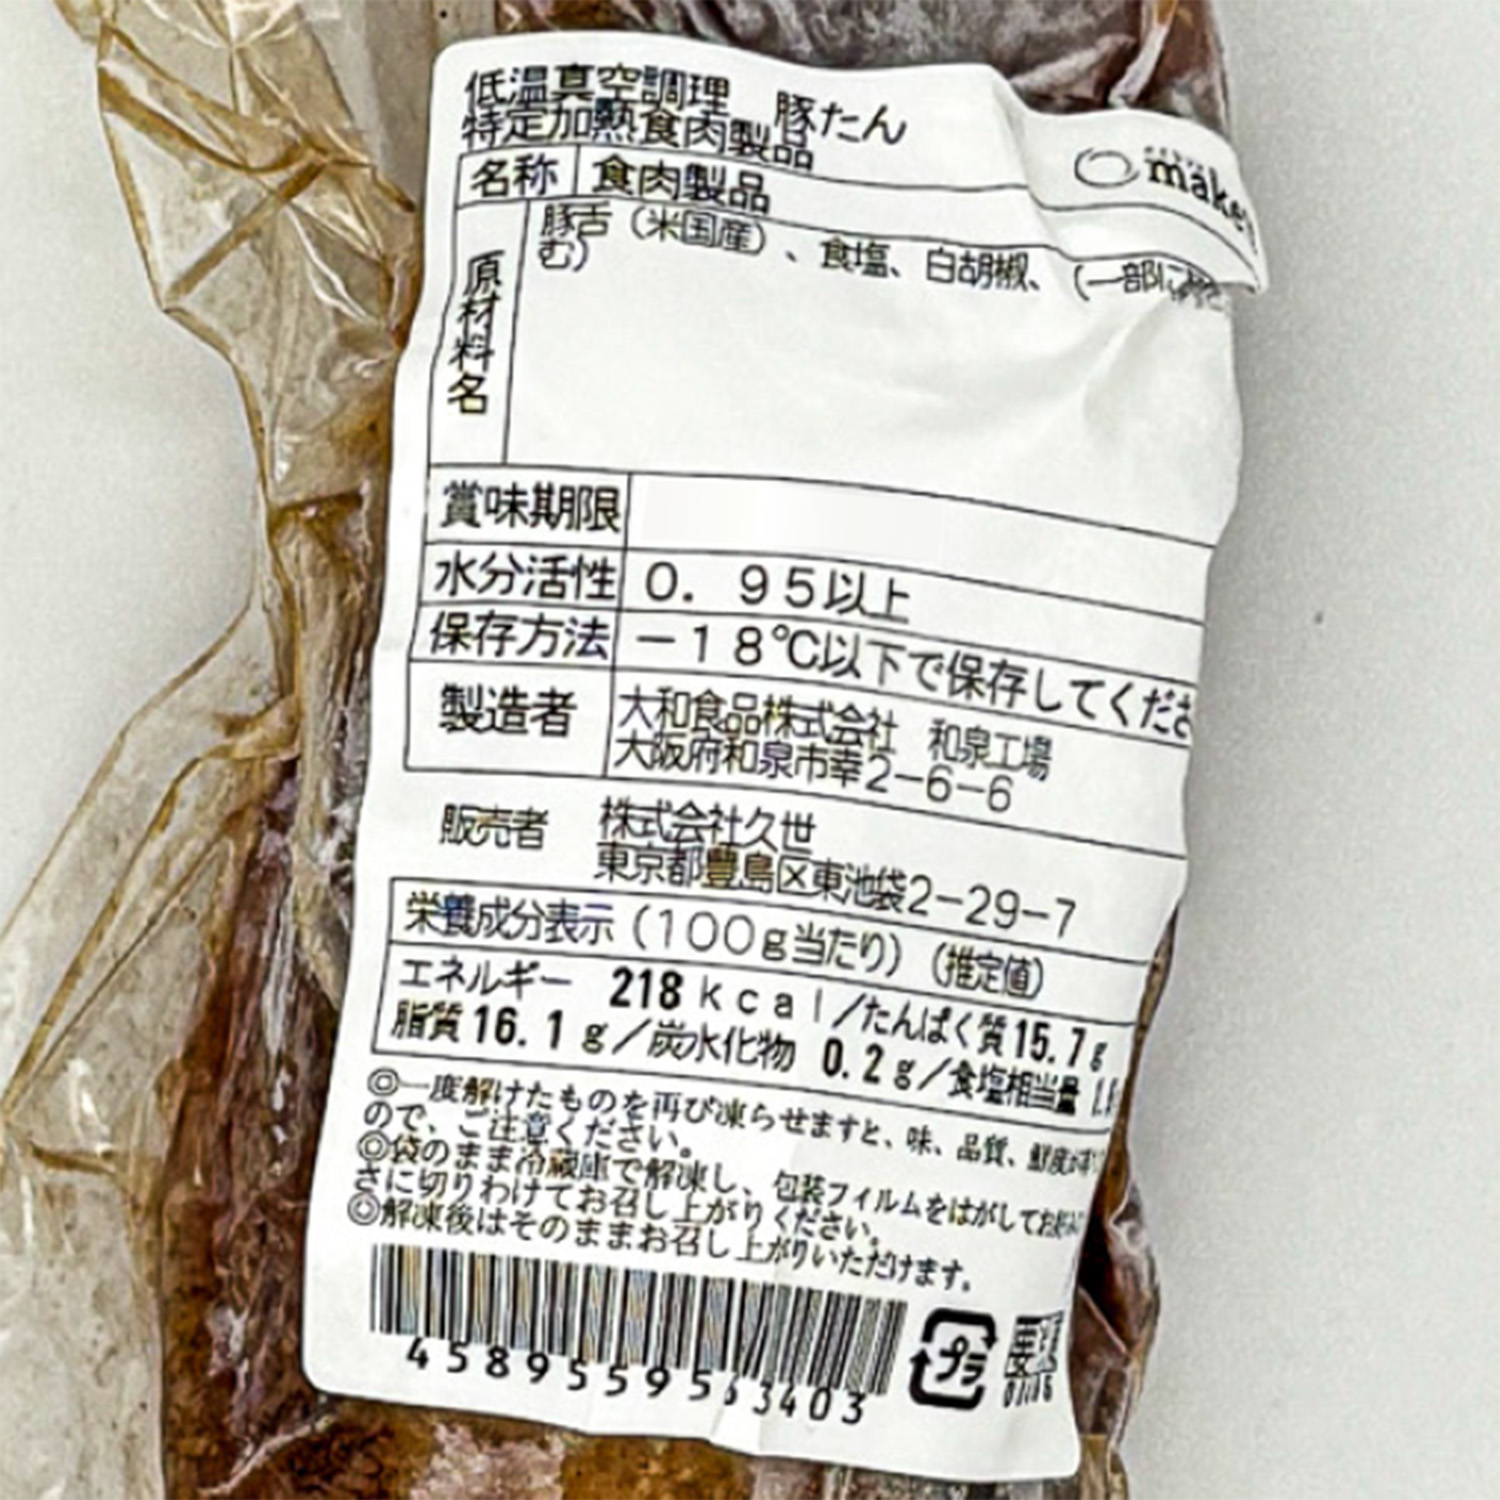 低温真空調理 豚たん
特定加熱食肉製品
make
名称 食肉製品
原材料名 豚舌（米国産）、食塩、白胡椒、（一部に
む）
賞味期限
水分活性 0．95以上
保存方法 －18℃以下で保存してくださ
製造者 大和食品株式会社 和泉工場
大阪府和泉市幸2－6－6
販売者 株式会社久世
東京都豊島区東池袋2－29－7
栄養成分表示（100g当たり）（推定値）
エネルギー 218kcal／たんぱく質15.7g
脂質16.1g／炭水化物 0.2g／食塩相当量
◎一度解けたものを再び凍らせますと、味、品質、鮮度が
ので、ご注意ください。
◎袋のまま冷蔵庫で解凍し、包装フィルムをはがしてお好み
さに切りわけてお召し上がりください。
◎解凍後はそのままお召し上がりいただけます。
プラ
4589559563403